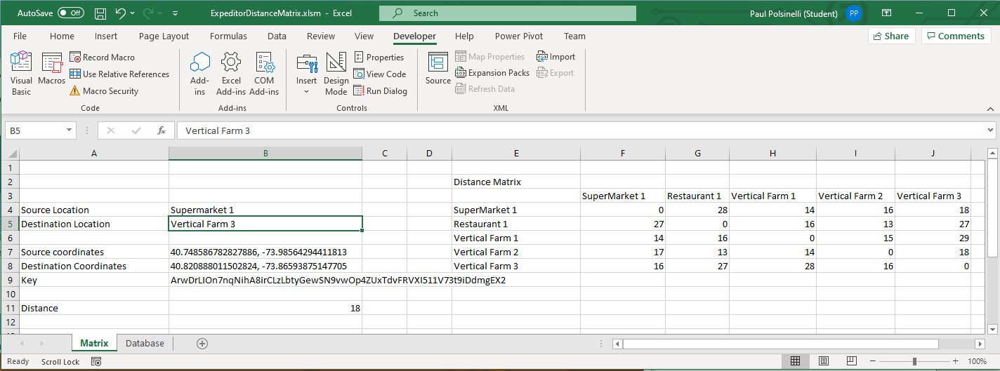 AutoSave Off ExpeditorDistanceMatrix.xlsm - Excel Search Paul Polsinelli (Student) PP
File Home Insert Page Layout Formulas Data Review View Developer Help Power Pivot Team Share Comments
Visual Basic Macros Record Macro Use Relative References Macro Security
Add-ins Excel Add-ins COM Add-ins
Insert Design Mode Properties View Code Run Dialog
Source Map Properties Expansion Packs Refresh Data Import Export
Code Add-ins Controls XML
B5 fx Vertical Farm 3
A B C D E F G H I J
1
2 Distance Matrix
3 SuperMarket 1 Restaurant 1 Vertical Farm 1 Vertical Farm 2 Vertical Farm 3
4 Source Location Supermarket 1 SuperMarket 1 0 28 14 16 18
5 Destination Location Vertical Farm 3 Restaurant 1 27 0 16 13 27
6 Vertical Farm 1 14 16 0 15 29
7 Source coordinates 40.748586782827886, -73.98564294411813 Vertical Farm 2 17 13 14 0 18
8 Destination Coordinates 40.820888011502824, -73.86593875147705 Vertical Farm 3 16 27 28 16 0
9 Key ArwDrLIOn7nqNihA8irCLzLbtyGewSN9vwOp4ZUxTdvFRVXI511V73t9iDdmgEX2
10
11 Distance 18
12
Matrix Database
Ready Scroll Lock 100%